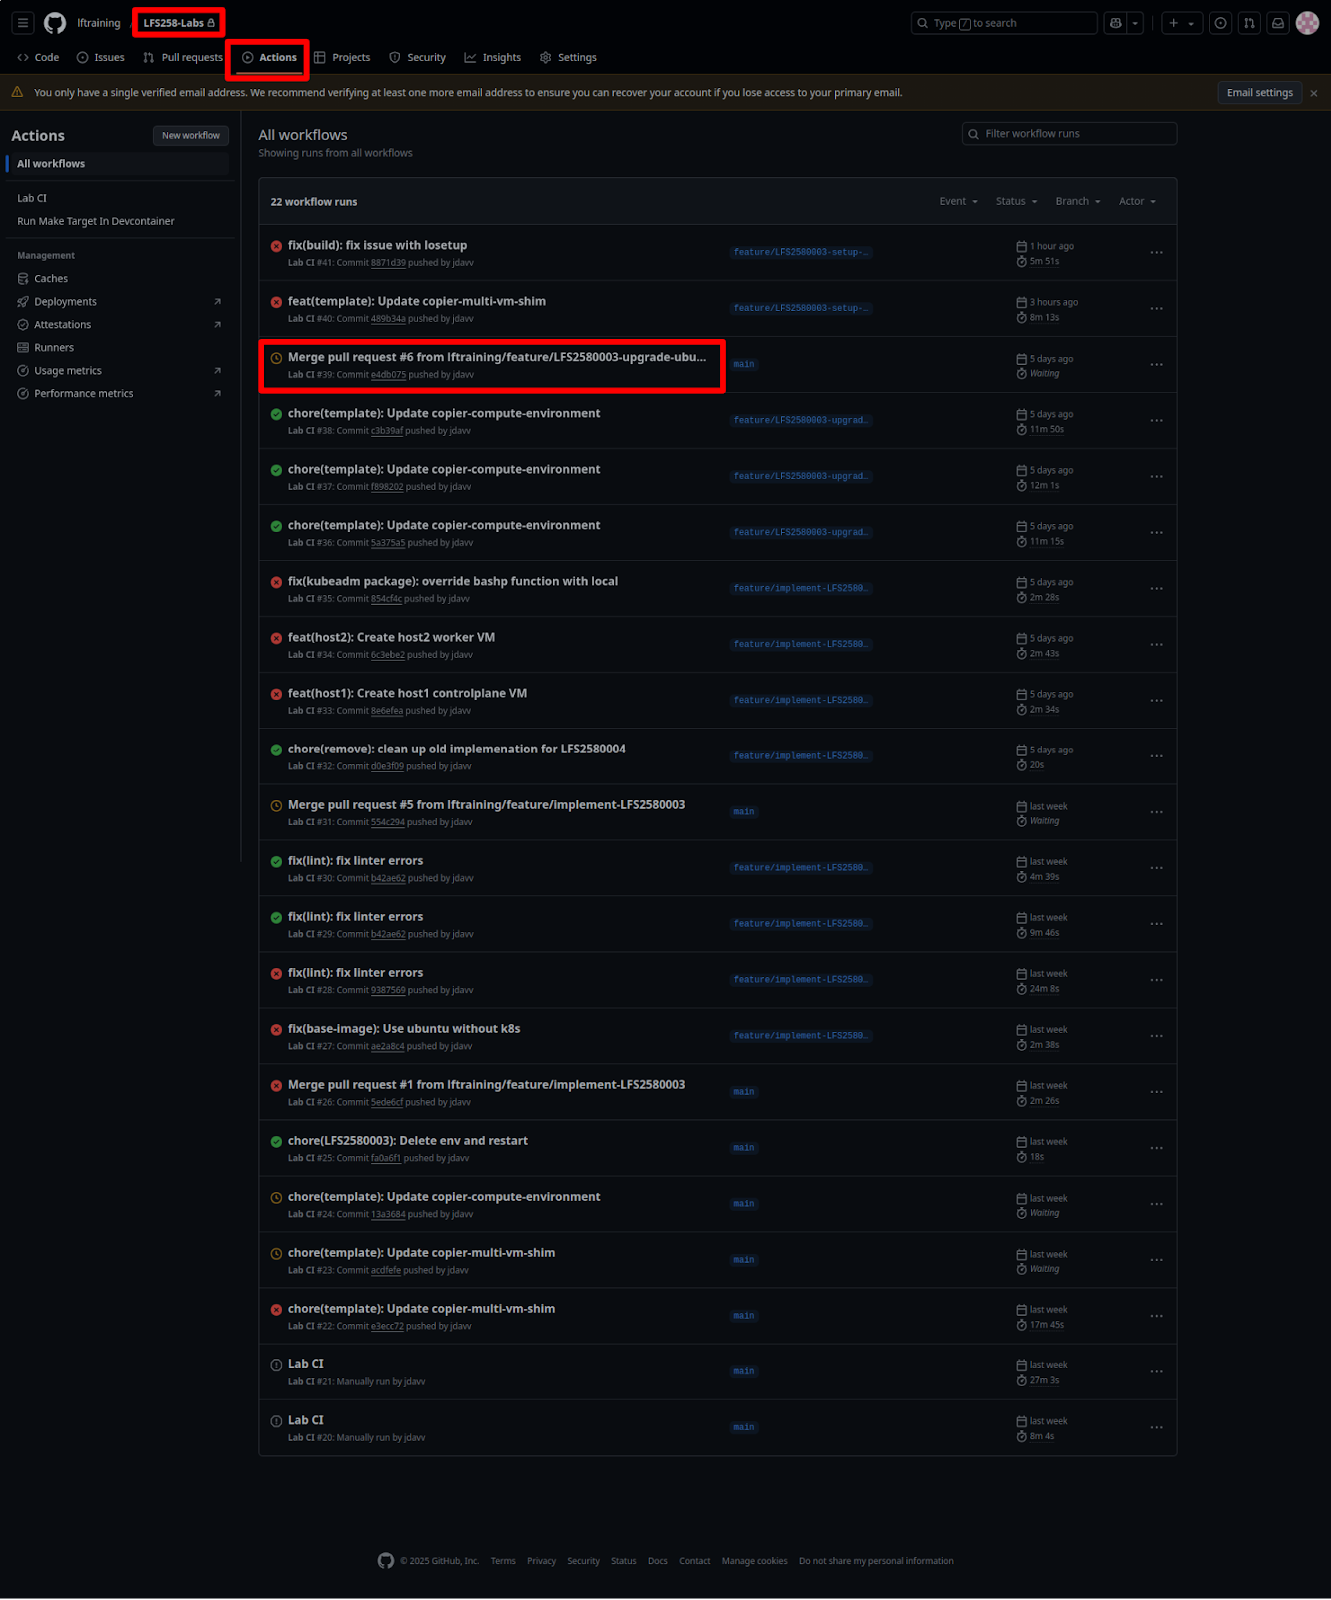 lftraining / LFS258-Labs
Type / to search
Code Issues Pull requests Actions Projects Security Insights Settings
You only have a single verified email address. We recommend verifying at least one more email address to ensure you can recover your account if you lose access to your primary email.
Email settings
Actions
New workflow
All workflows
Lab CI
Run Make Target In Devcontainer
Management
Caches
Deployments
Attestations
Runners
Usage metrics
Performance metrics
All workflows
Showing runs from all workflows
Filter workflow runs
22 workflow runs
Event Status Branch Actor
fix(build): fix issue with losetup
Lab CI #41: Commit 8871d39 pushed by jdavv
feature/LFS2580003-setup-…
1 hour ago
5m 51s
feat(template): Update copier-multi-vm-shim
Lab CI #40: Commit 489b34a pushed by jdavv
feature/LFS2580003-setup-…
3 hours ago
8m 13s
Merge pull request #6 from lftraining/feature/LFS2580003-upgrade-ubu...
Lab CI #39: Commit e4db075 pushed by jdavv
main
5 days ago
Waiting
chore(template): Update copier-compute-environment
Lab CI #38: Commit c3b39af pushed by jdavv
feature/LFS2580003-upgrad…
5 days ago
11m 50s
chore(template): Update copier-compute-environment
Lab CI #37: Commit f898202 pushed by jdavv
feature/LFS2580003-upgrad…
5 days ago
12m 1s
chore(template): Update copier-compute-environment
Lab CI #36: Commit 5a375a5 pushed by jdavv
feature/LFS2580003-upgrad…
5 days ago
11m 15s
fix(kubeadm package): override bashp function with local
Lab CI #35: Commit 854cf4c pushed by jdavv
feature/implement-LFS2580…
5 days ago
2m 28s
feat(host2): Create host2 worker VM
Lab CI #34: Commit 6c3ebe2 pushed by jdavv
feature/implement-LFS2580…
5 days ago
2m 43s
feat(host1): Create host1 controlplane VM
Lab CI #33: Commit 8e6efea pushed by jdavv
feature/implement-LFS2580…
5 days ago
2m 34s
chore(remove): clean up old implemenation for LFS2580004
Lab CI #32: Commit d0e3f09 pushed by jdavv
feature/implement-LFS2580…
5 days ago
20s
Merge pull request #5 from lftraining/feature/implement-LFS2580003
Lab CI #31: Commit 554c294 pushed by jdavv
main
last week
Waiting
fix(lint): fix linter errors
Lab CI #30: Commit b42ae62 pushed by jdavv
feature/implement-LFS2580…
last week
4m 39s
fix(lint): fix linter errors
Lab CI #29: Commit b42ae62 pushed by jdavv
feature/implement-LFS2580…
last week
9m 46s
fix(lint): fix linter errors
Lab CI #28: Commit 9387569 pushed by jdavv
feature/implement-LFS2580…
last week
24m 8s
fix(base-image): Use ubuntu without k8s
Lab CI #27: Commit ae2a8c4 pushed by jdavv
feature/implement-LFS2580…
last week
2m 38s
Merge pull request #1 from lftraining/feature/implement-LFS2580003
Lab CI #26: Commit 5ede6cf pushed by jdavv
main
last week
2m 26s
chore(LFS2580003): Delete env and restart
Lab CI #25: Commit fa0a6f1 pushed by jdavv
main
last week
18s
chore(template): Update copier-compute-environment
Lab CI #24: Commit 13a3684 pushed by jdavv
main
last week
Waiting
chore(template): Update copier-multi-vm-shim
Lab CI #23: Commit acdfefe pushed by jdavv
main
last week
Waiting
chore(template): Update copier-multi-vm-shim
Lab CI #22: Commit e3ecc72 pushed by jdavv
main
last week
17m 45s
Lab CI
Lab CI #21: Manually run by jdavv
main
last week
27m 3s
Lab CI
Lab CI #20: Manually run by jdavv
main
last week
8m 4s
© 2025 GitHub, Inc. Terms Privacy Security Status Docs Contact Manage cookies Do not share my personal information